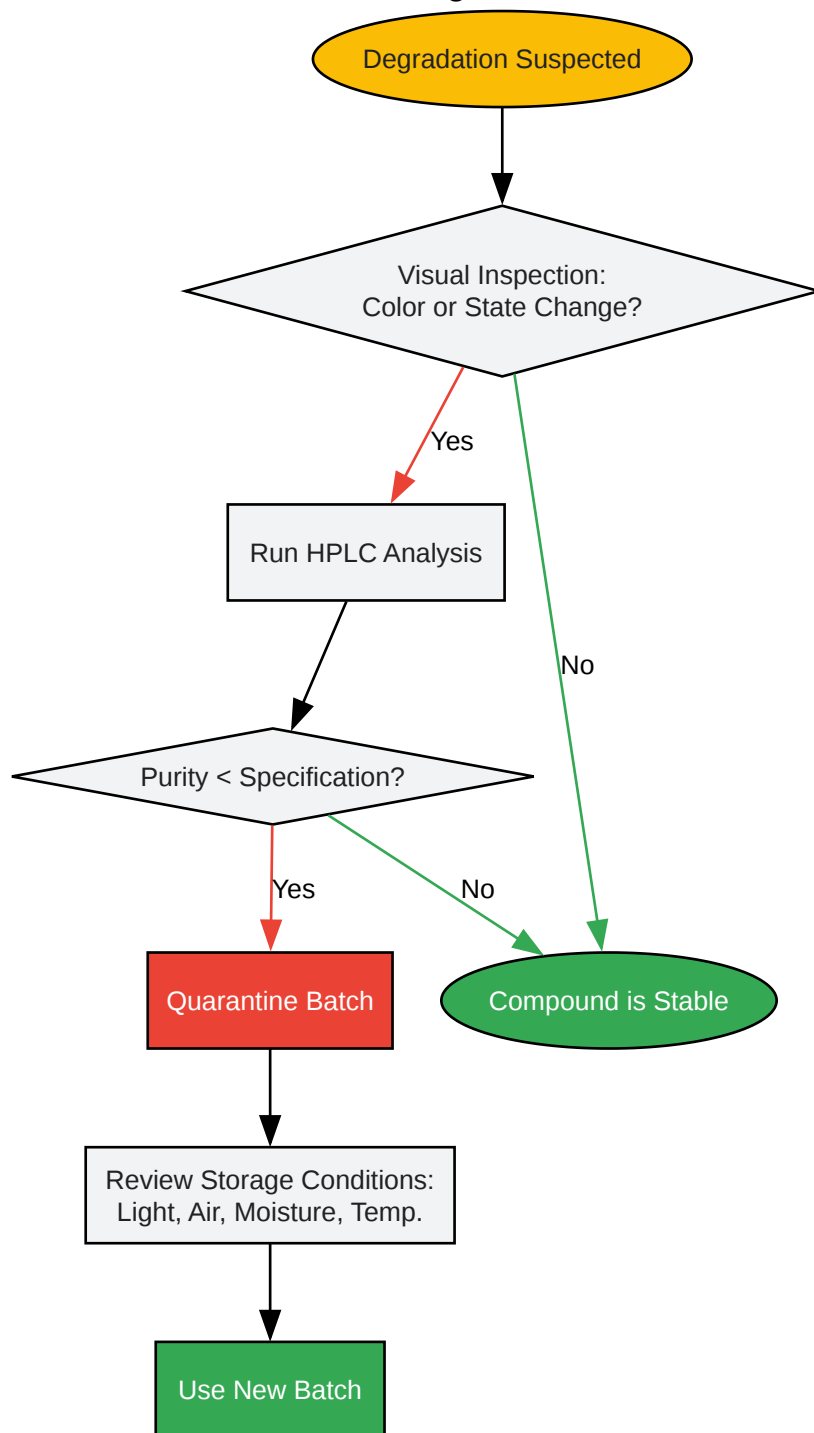 Degradation Suspected
Visual Inspection:
Color or State Change?
Yes
Run HPLC Analysis
No
Purity < Specification?
Yes
No
Quarantine Batch
Compound is Stable
Review Storage Conditions:
Light, Air, Moisture, Temp.
Use New Batch